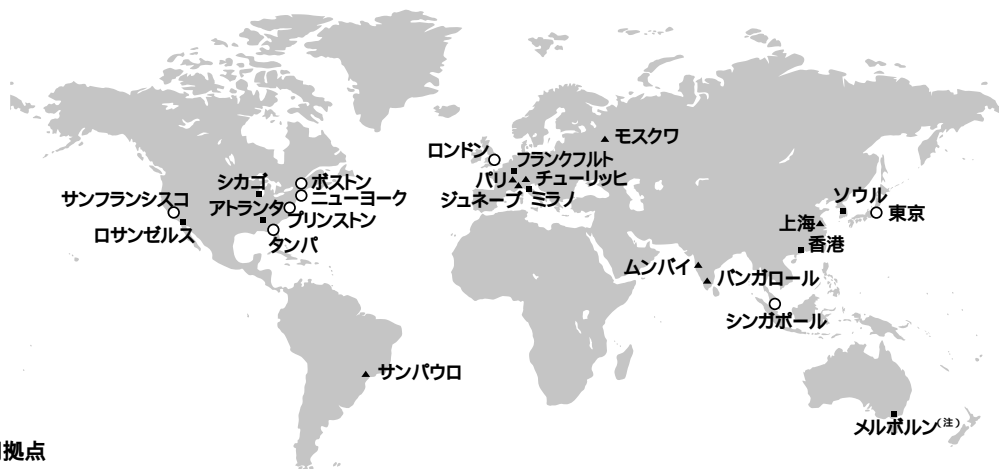 モスクワ
ロンドン
フランクフルト
パリ
チューリッヒ
ジュネーブ
ミラノ
シカゴ
ボストン
サンフランシスコ
ニューヨーク
アトランタ
プリンストン
ロサンゼルス
タンパ
ソウル
東京
上海
香港
ムンバイ
バンガロール
シンガポール
サンパウロ
メルボルン(注)
拠点